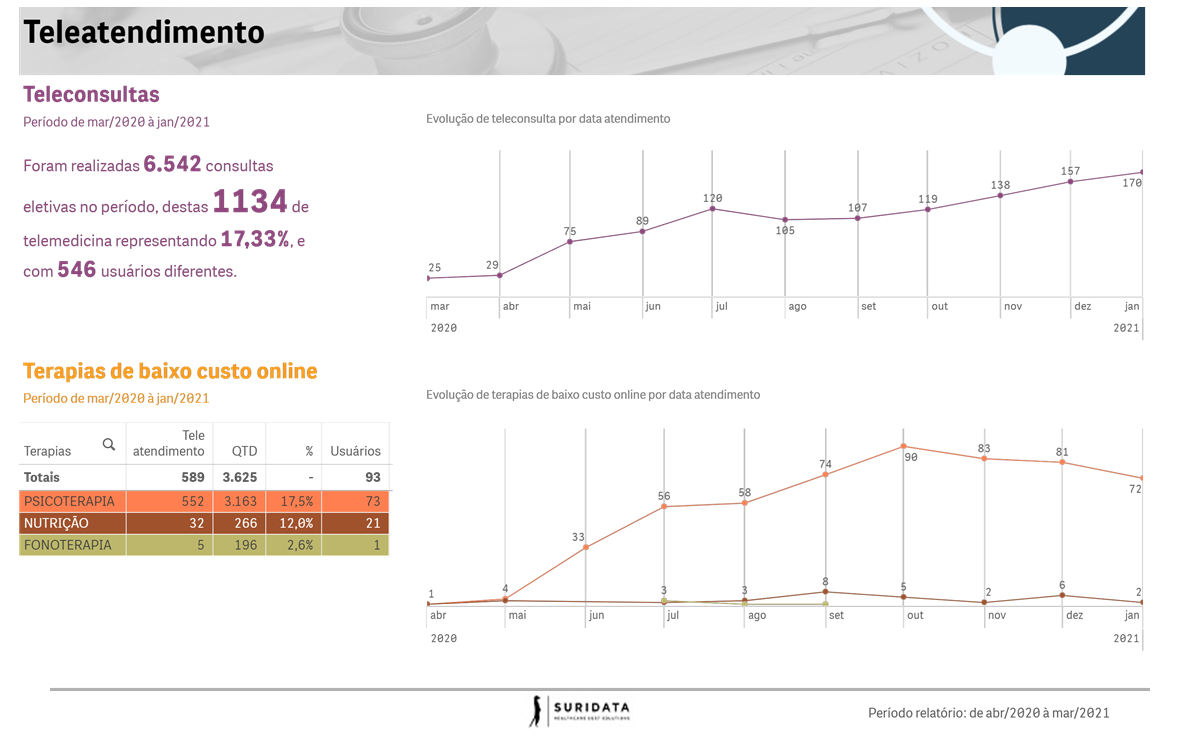 Teleatendimento
Teleconsultas
Período de mar/2020 à jan/2021
Foram realizadas 6.542 consultas
eletivas no período, destas 1134 de
telemedicina representando 17,33%, e
com 546 usuários diferentes.
Evolução de teleconsulta por data atendimento
25 29 75 89 120 105 107 119 138 157 170
mar abr mai jun jul ago set out nov dez jan
2020 2021
Terapias de baixo custo online
Período de mar/2020 à jan/2021
Terapias Tele atendimento QTD % Usuários
Totais 589 3.625 - 93
PSICOTERAPIA 552 3.163 17,5% 73
NUTRIÇÃO 32 266 12,0% 21
FONOTERAPIA 5 196 2,6% 1
Evolução de terapias de baixo custo online por data atendimento
1 4 33 56 58 74 90 83 81 72
3 3 8 5 2 6 2
abr mai jun jul ago set out nov dez jan
2020 2021
SURIDATA
HEALTHCARE COST SOLUTIONS
Período relatório: de abr/2020 à mar/2021